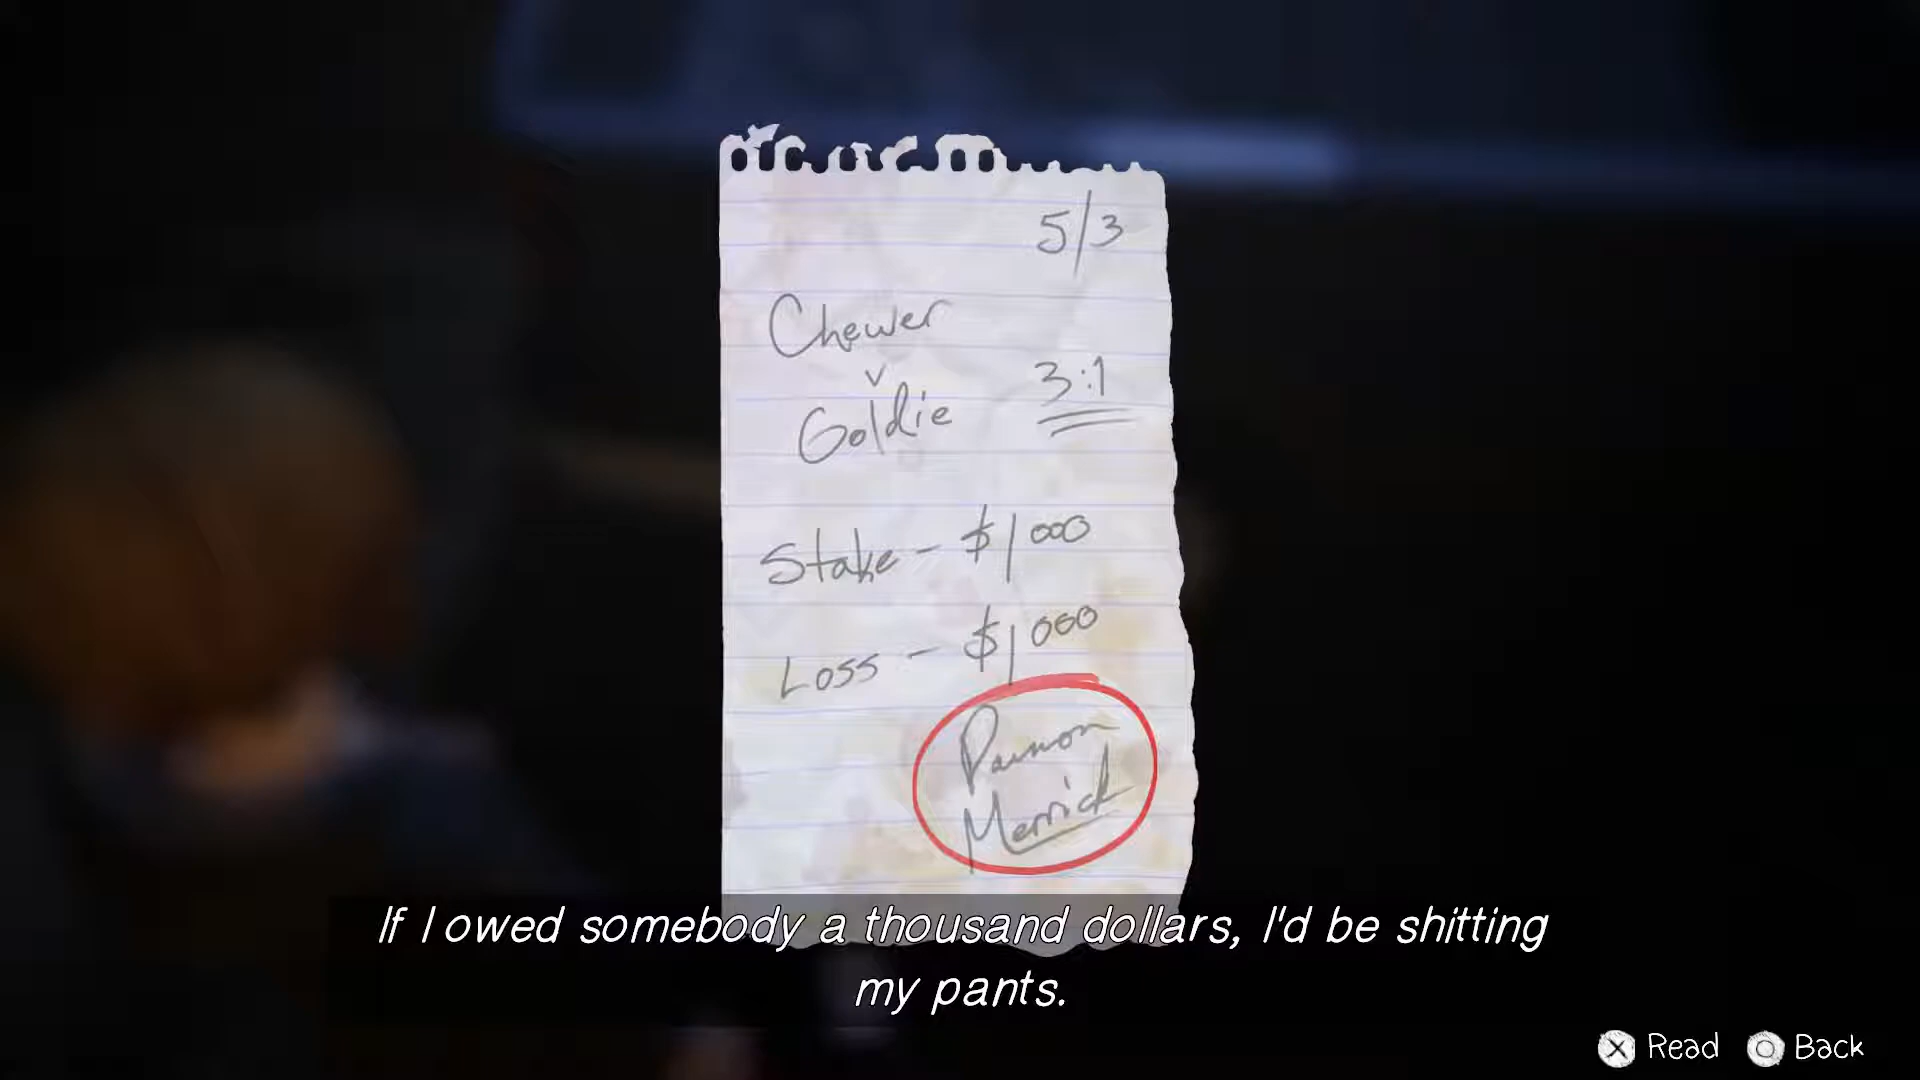 5/3
Chewer
v
Goldie 3:1
Stake - $1000
Loss - $1000
Damon
Merrick
If I owed somebody a thousand dollars, I'd be shitting
my pants.
Read Back